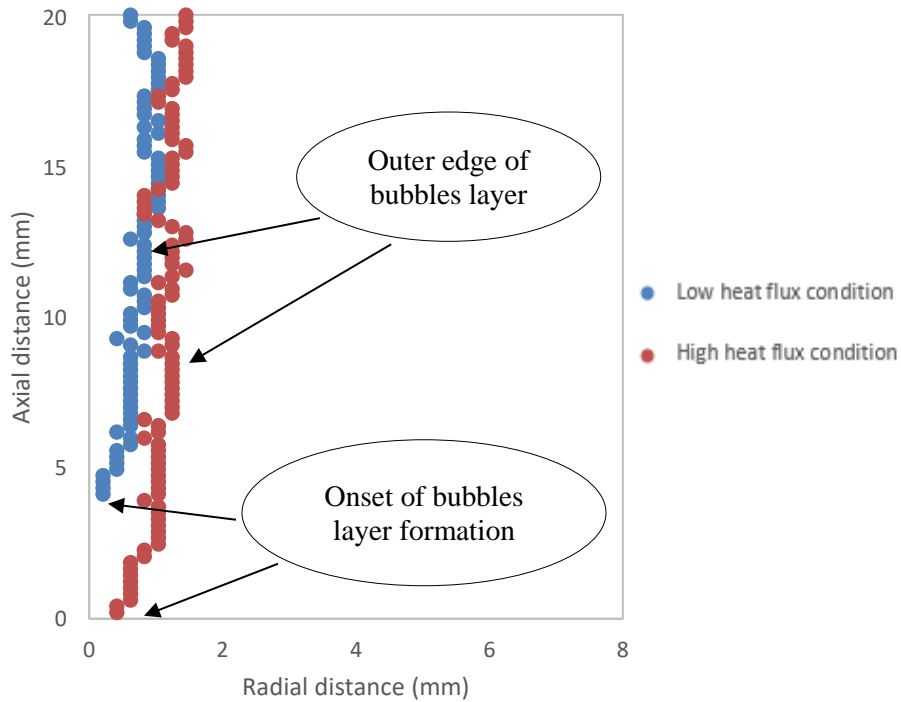 20
15
10
5
0
Axial distance (mm)
Outer edge of
bubbles layer
Onset of bubbles
layer formation
Low heat flux condition
High heat flux condition
0
2
4
6
8
Radial distance (mm)